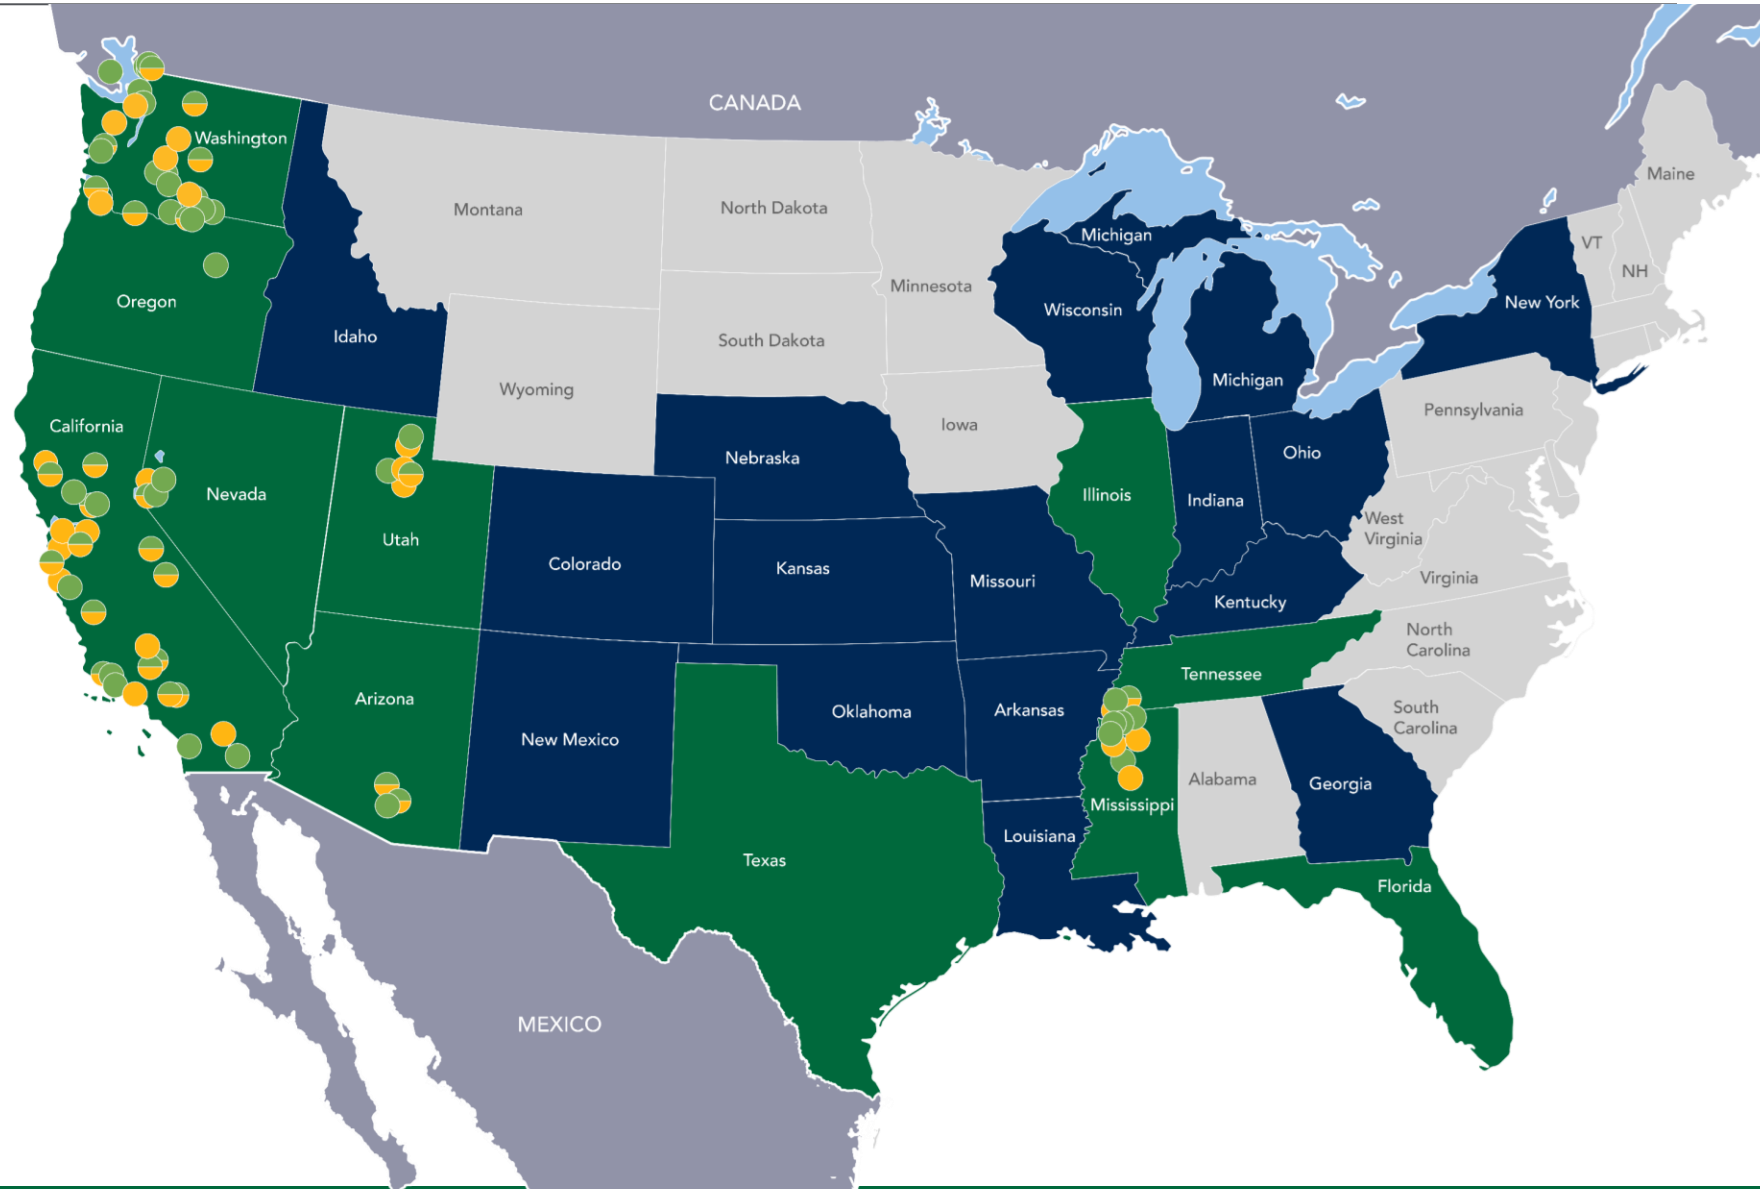 CANADA
Washington
Maine
Montana
North Dakota
Michigan
VT
NH
Minnesota
Oregon
Wisconsin
New York
Idaho
South Dakota
Wyoming
Michigan
Pennsylvania
California
Iowa
Nebraska
Ohio
Nevada
Illinois
Indiana
West
Virginia
Utah
Colorado
Kansas
Missouri
Virginia
Kentucky
North
Carolina
Tennessee
Arizona
Oklahoma
Arkansas
South
Carolina
New Mexico
Alabama
Georgia
Mississippi
Louisiana
Texas
Florida
MEXICO